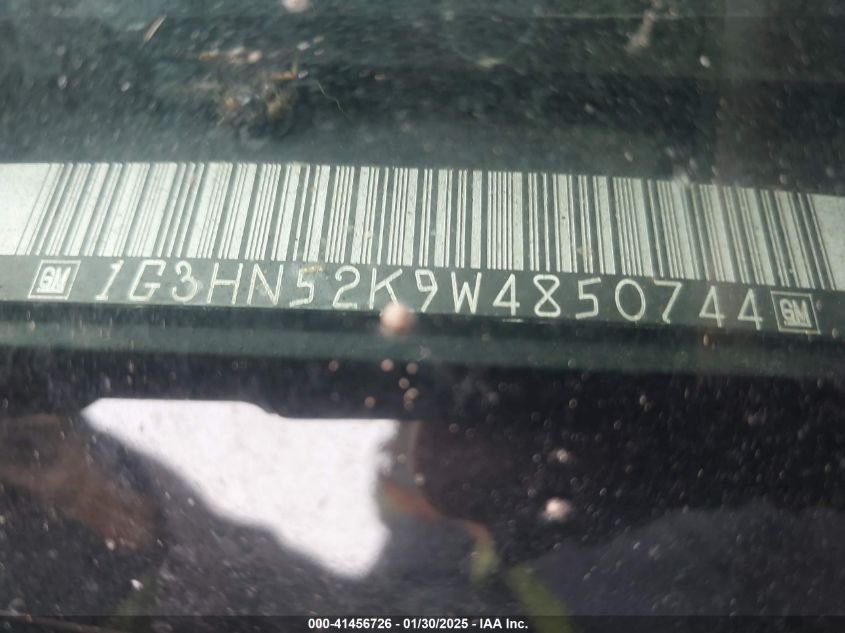 GM 1G3HN52K9W4850744 GM
000-41456726 - 01/30/2025 - IAA Inc.